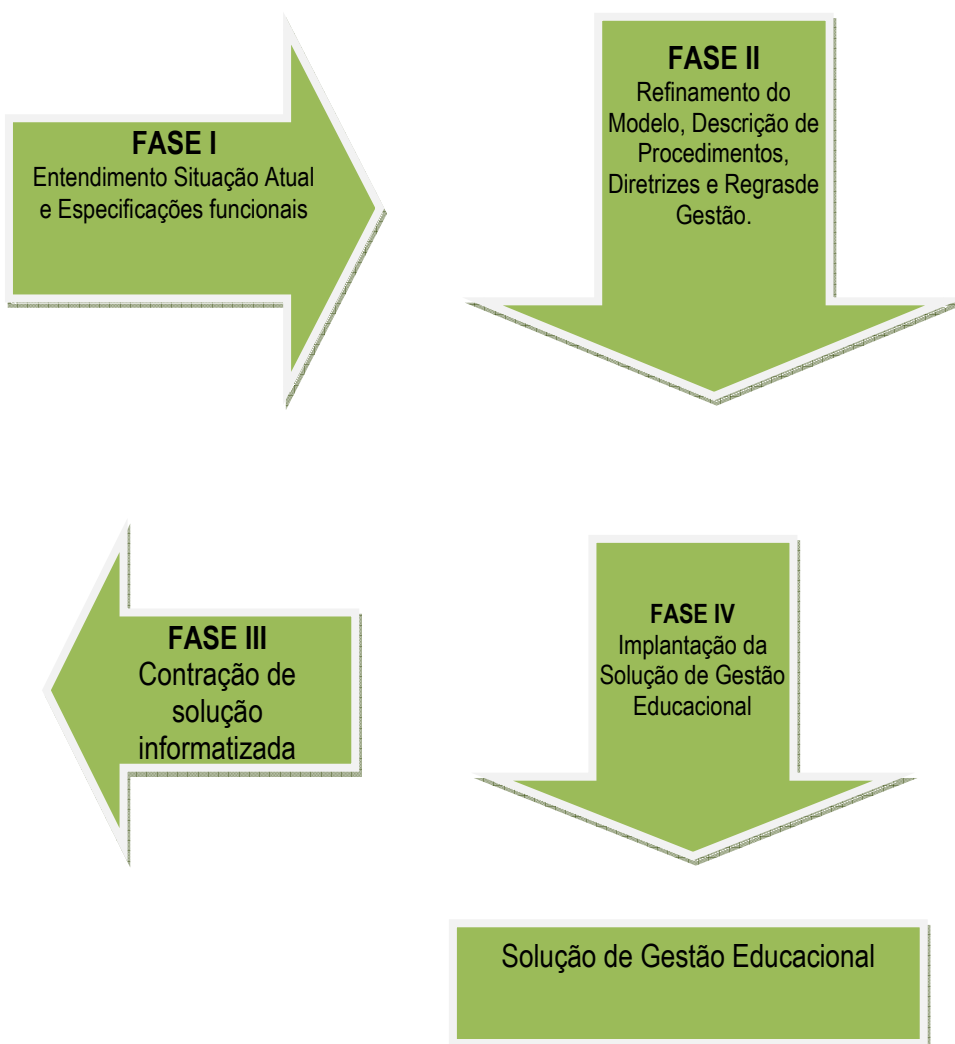 FASE I
Entendimento Situação Atual
e Especificações funcionais
FASE II
Refinamento do
Modelo, Descrição de
Procedimentos,
Diretrizes e Regrasde
Gestão.
FASE III
Contração de
solução
informatizada
FASE IV
Implantação da
Solução de Gestão
Educacional
Solução de Gestão Educacional